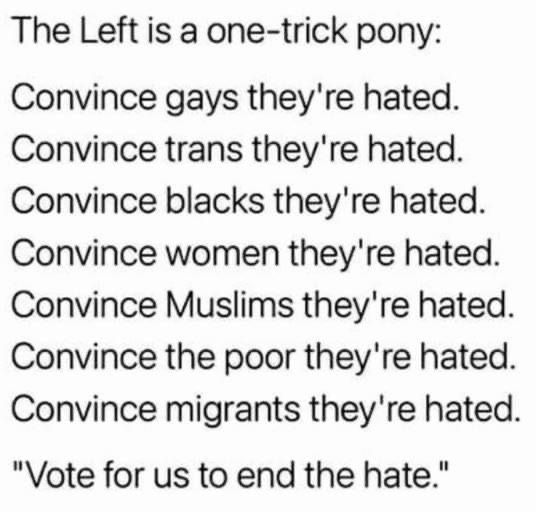 The Left is a one-trick pony:
Convince gays they're hated.
Convince trans they're hated.
Convince blacks they're hated.
Convince women they're hated.
Convince Muslims they're hated.
Convince the poor they're hated.
Convince migrants they're hated.
"Vote for us to end the hate."